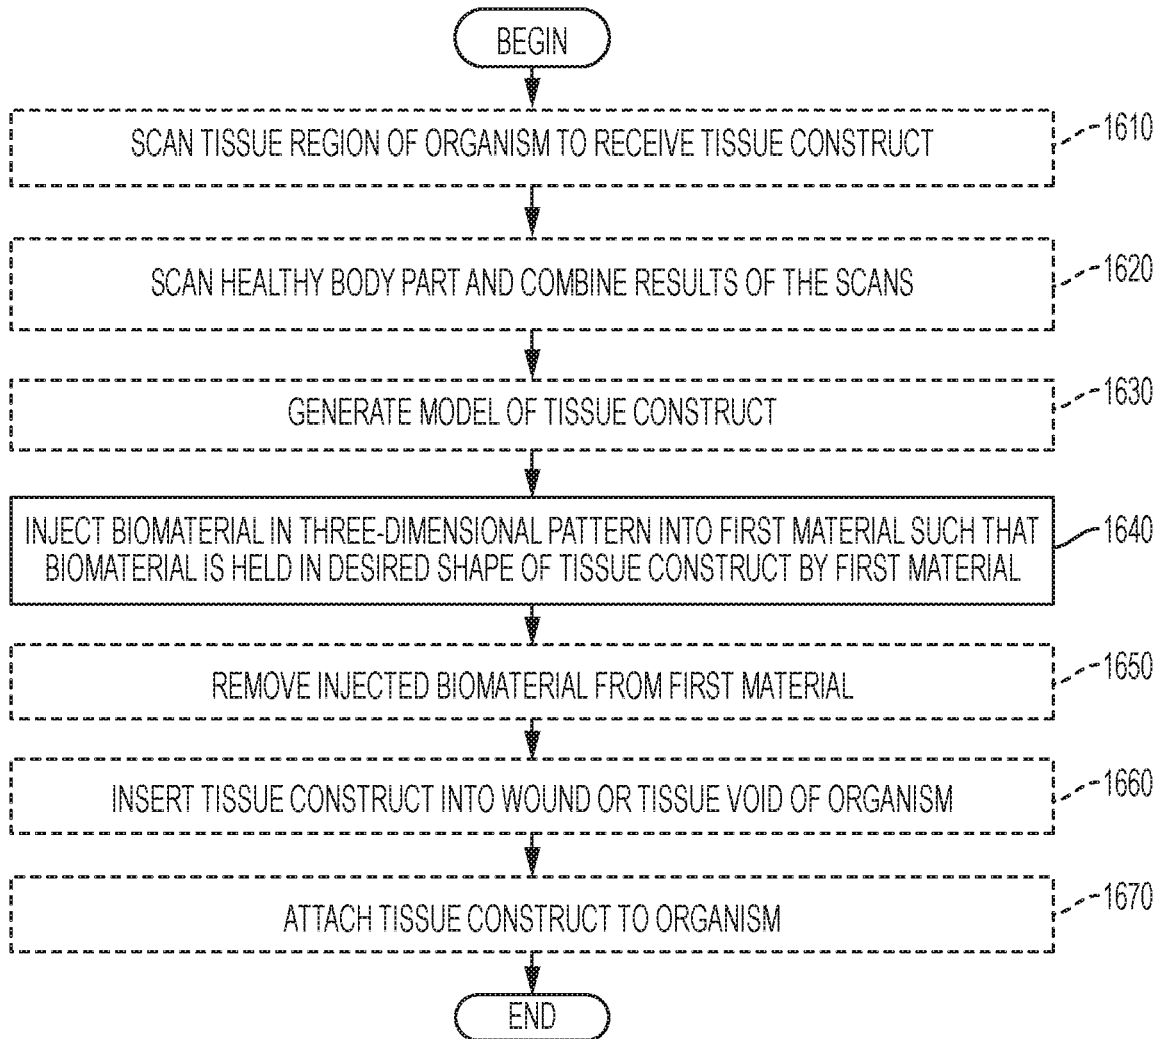 BEGIN
SCAN TISSUE REGION OF ORGANISM TO RECEIVE TISSUE CONSTRUCT
1610
SCAN HEALTHY BODY PART AND COMBINE RESULTS OF THE SCANS
1620
GENERATE MODEL OF TISSUE CONSTRUCT
1630
INJECT BIOMATERIAL IN THREE-DIMENSIONAL PATTERN INTO FIRST MATERIAL SUCH THAT
BIOMATERIAL IS HELD IN DESIRED SHAPE OF TISSUE CONSTRUCT BY FIRST MATERIAL
1640
REMOVE INJECTED BIOMATERIAL FROM FIRST MATERIAL
1650
INSERT TISSUE CONSTRUCT INTO WOUND OR TISSUE VOID OF ORGANISM
1660
ATTACH TISSUE CONSTRUCT TO ORGANISM
1670
END